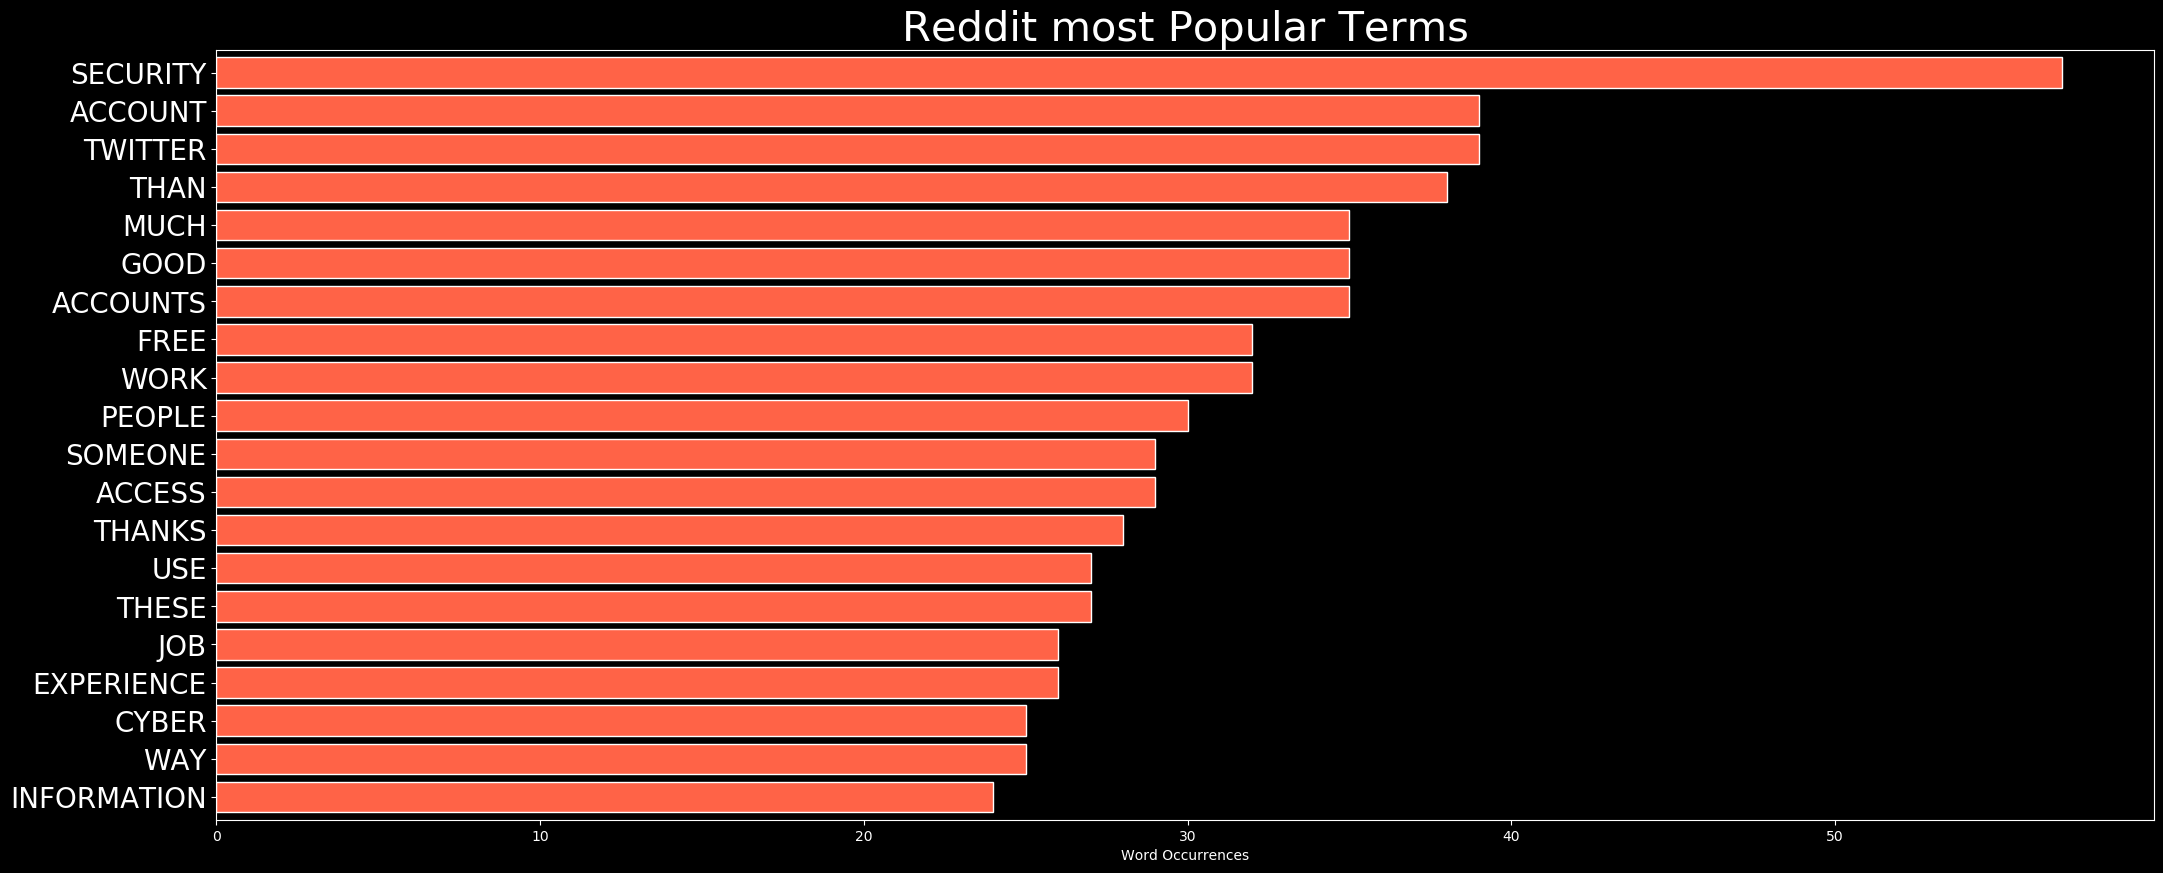 Reddit most Popular Terms
SECURITY
ACCOUNT
TWITTER
THAN
MUCH
GOOD
ACCOUNTS
FREE
WORK
PEOPLE
SOMEONE
ACCESS
THANKS
USE
THESE
JOB
EXPERIENCE
CYBER
WAY
INFORMATION
0 10 20 30 40 50
Word Occurrences